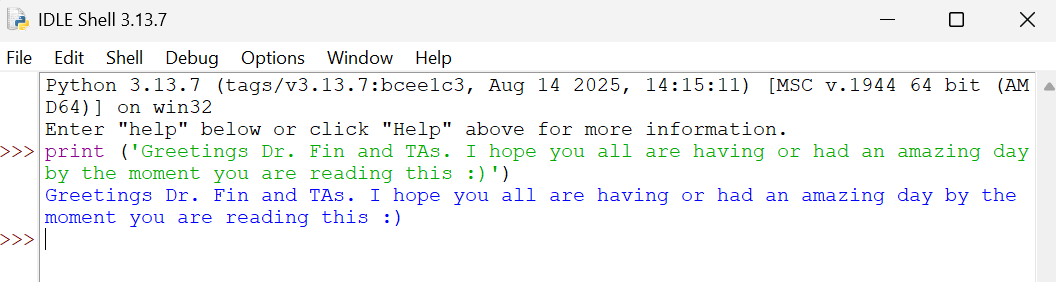 IDLE Shell 3.13.7
File Edit Shell Debug Options Window Help
Python 3.13.7 (tags/v3.13.7:bcee1c3, Aug 14 2025, 14:15:11) [MSC v.1944 64 bit (AM
D64)] on win32
Enter "help" below or click "Help" above for more information.
>>> print ('Greetings Dr. Fin and TAs. I hope you all are having or had an amazing day
by the moment you are reading this :)')
Greetings Dr. Fin and TAs. I hope you all are having or had an amazing day by the
moment you are reading this :)
>>>